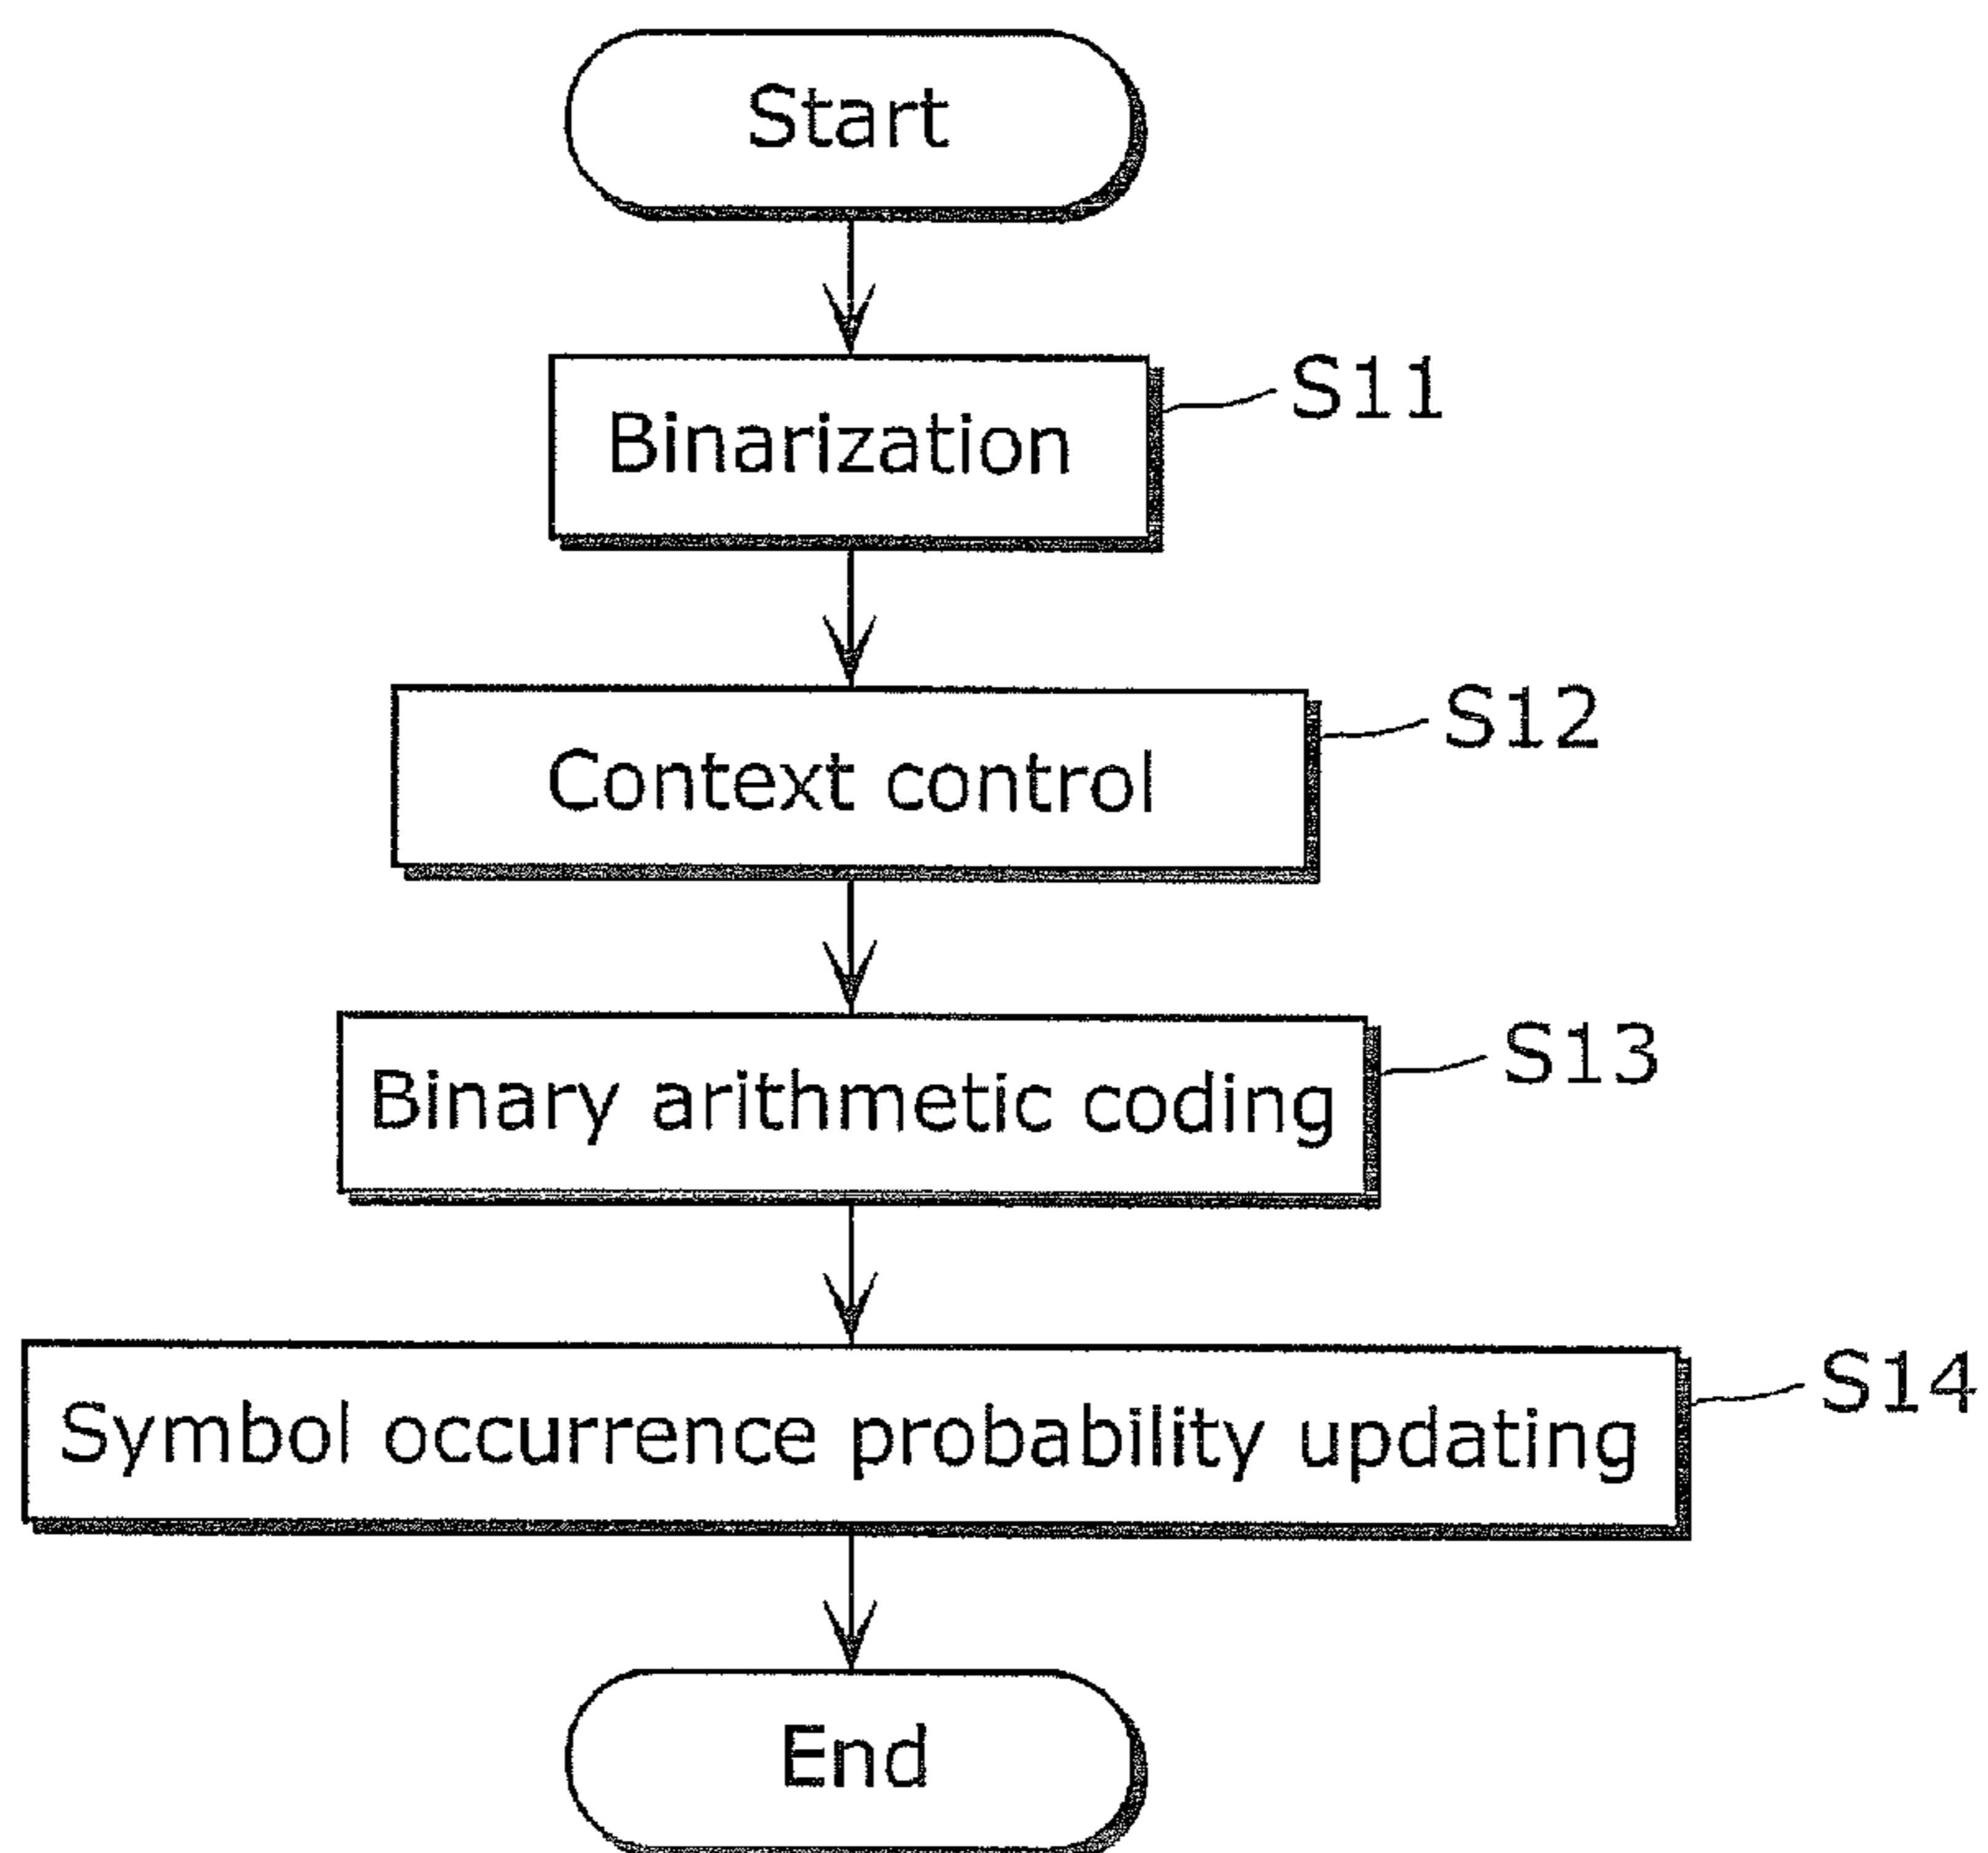 Start
Binarization
S11
Context control
S12
Binary arithmetic coding
S13
Symbol occurrence probability updating
S14
End